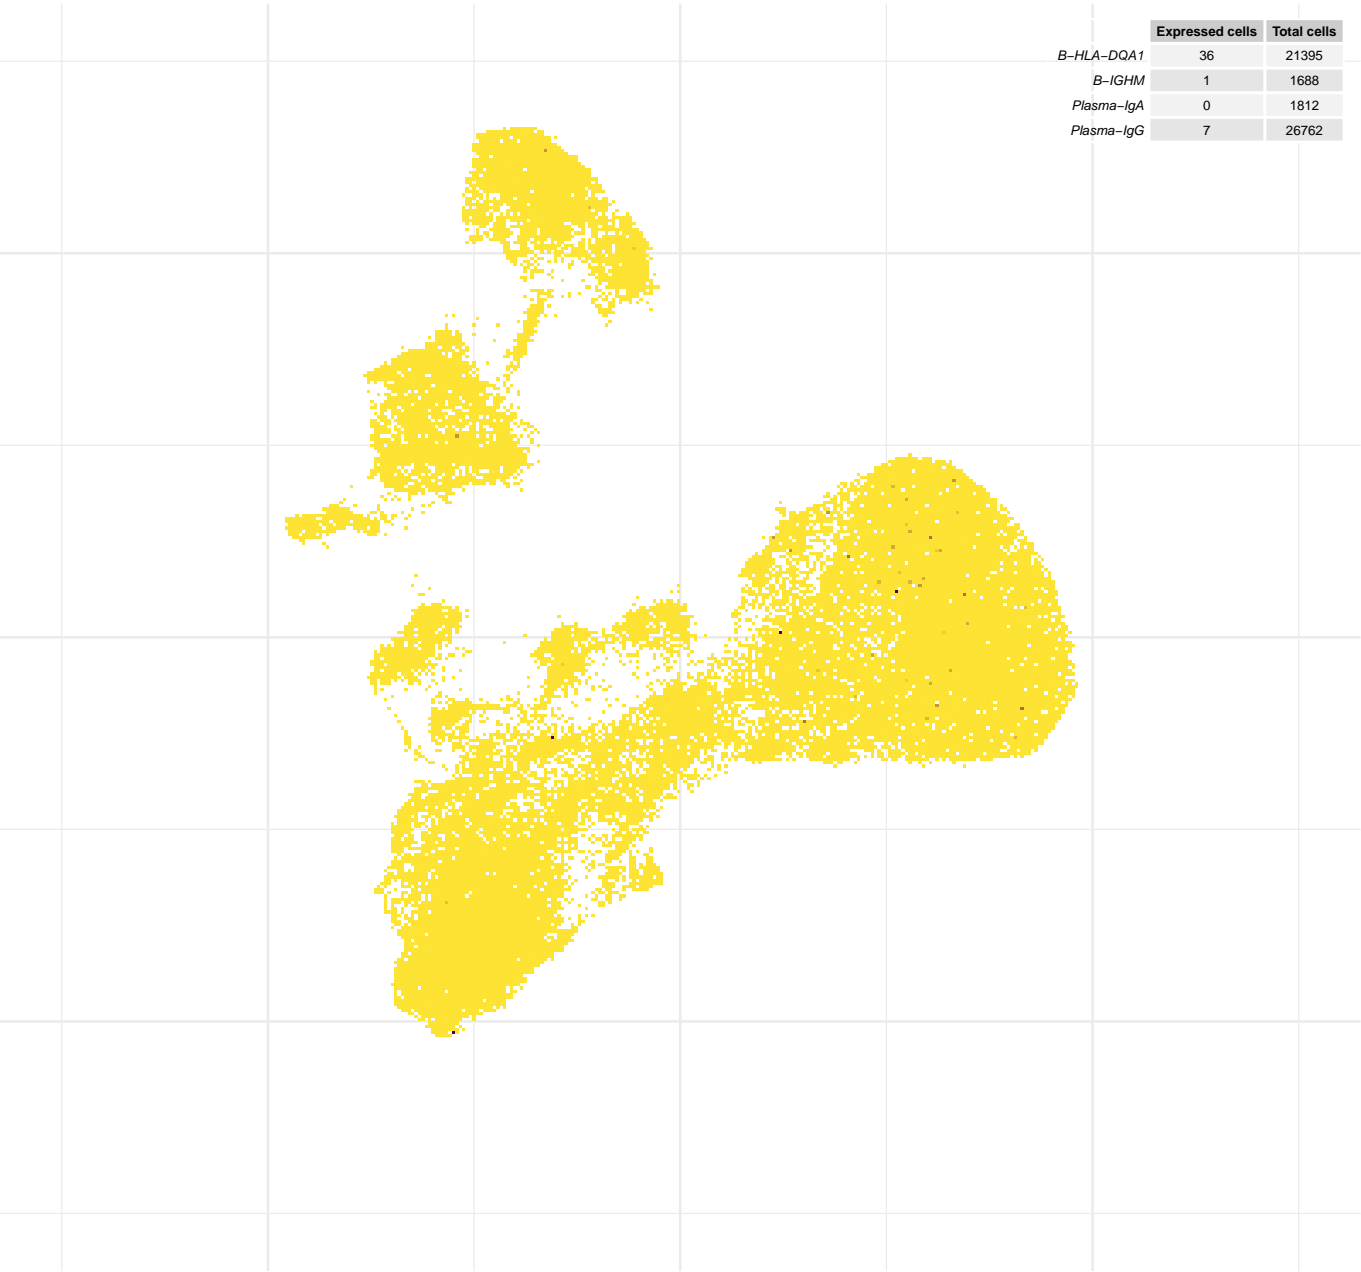 Expressed cells Total cells
B−HLA−DQA1 36 21395
B−IGHM 1 1688
Plasma−IgA 0 1812
Plasma−IgG 7 26762